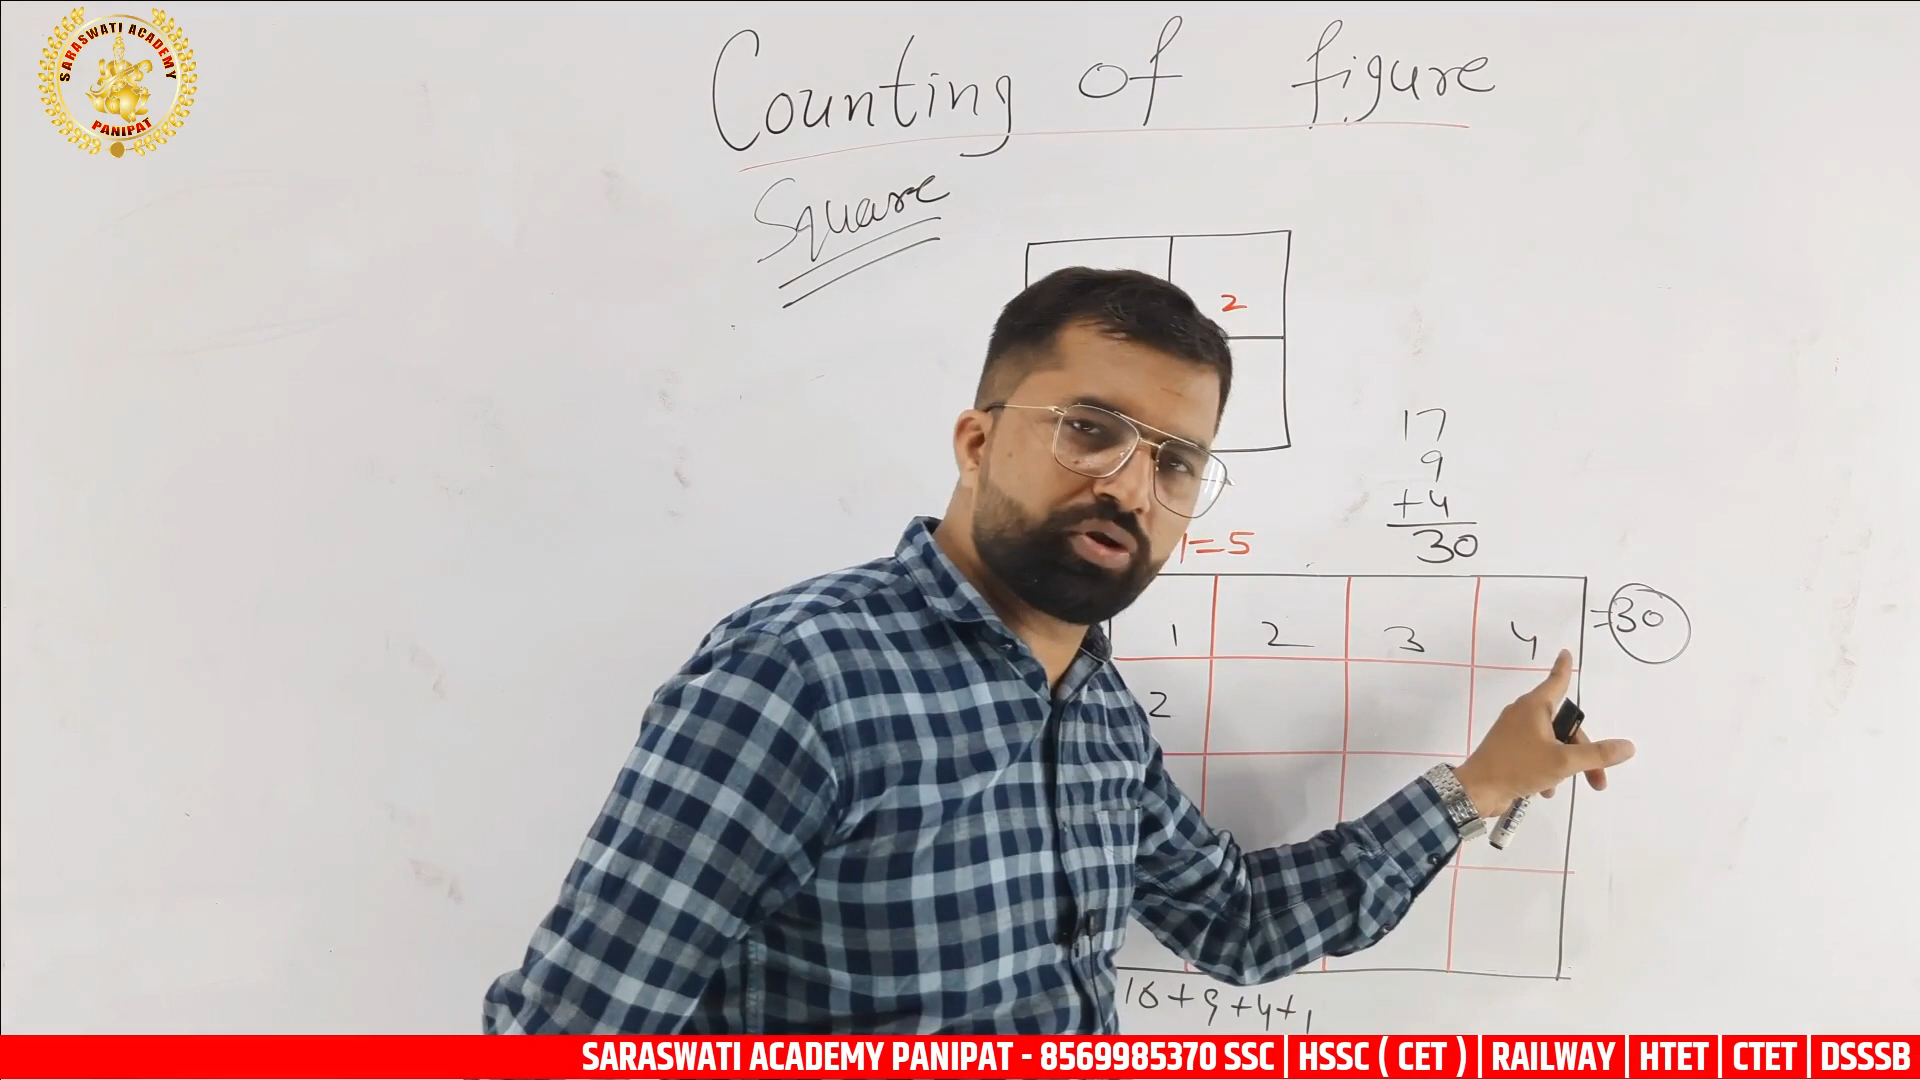 SARASWATI ACADEMY
PANIPAT
Counting of figure
Square
2
17
9
+4
30
1=5
1 2 3 4
=30
2
16+9+4+1
SARASWATI ACADEMY PANIPAT - 8569985370 SSC | HSSC ( CET ) | RAILWAY | HTET | CTET | DSSSB